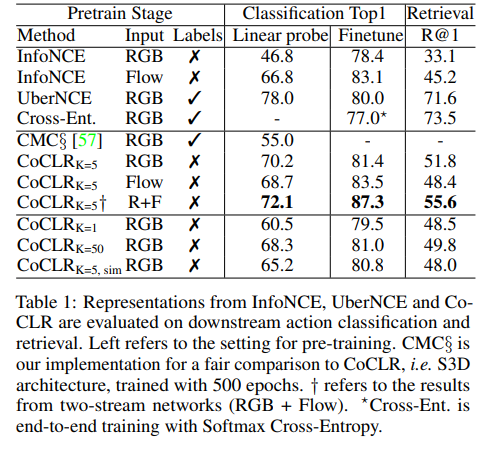 Pretrain Stage Classification Top1 Retrieval
Method Input Labels Linear probe Finetune R@1
InfoNCE RGB ✗ 46.8 78.4 33.1
InfoNCE Flow ✗ 66.8 83.1 45.2
UberNCE RGB ✓ 78.0 80.0 71.6
Cross-Ent. RGB ✓ - 77.0* 73.5
CMC§ [57] RGB ✓ 55.0 - -
CoCLR K=5 RGB ✗ 70.2 81.4 51.8
CoCLR K=5 Flow ✗ 68.7 83.5 48.4
CoCLR K=5† R+F ✗ 72.1 87.3 55.6
CoCLR K=1 RGB ✗ 60.5 79.5 48.5
CoCLR K=50 RGB ✗ 68.3 81.0 49.8
CoCLR K=5, sim RGB ✗ 65.2 80.8 48.0
Table 1: Representations from InfoNCE, UberNCE and Co-
CLR are evaluated on downstream action classification and
retrieval. Left refers to the setting for pre-training. CMC§ is
our implementation for a fair comparison to CoCLR, i.e. S3D
architecture, trained with 500 epochs. † refers to the results
from two-stream networks (RGB + Flow). *Cross-Ent. is
end-to-end training with Softmax Cross-Entropy.